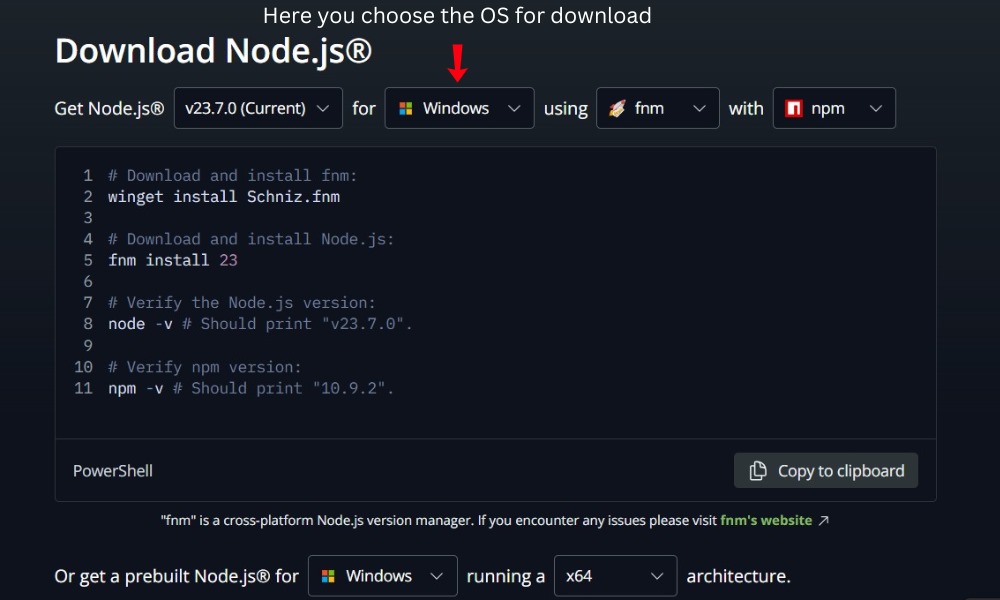 Here you choose the OS for download
Download Node.js®
Get Node.js® v23.7.0 (Current) for Windows using fnm with npm
1 # Download and install fnm:
2 winget install Schniz.fnm
3
4 # Download and install Node.js:
5 fnm install 23
6
7 # Verify the Node.js version:
8 node -v # Should print "v23.7.0".
9
10 # Verify npm version:
11 npm -v # Should print "10.9.2".
PowerShell Copy to clipboard
"fnm" is a cross-platform Node.js version manager. If you encounter any issues please visit fnm's website ↗
Or get a prebuilt Node.js® for Windows running a x64 architecture.